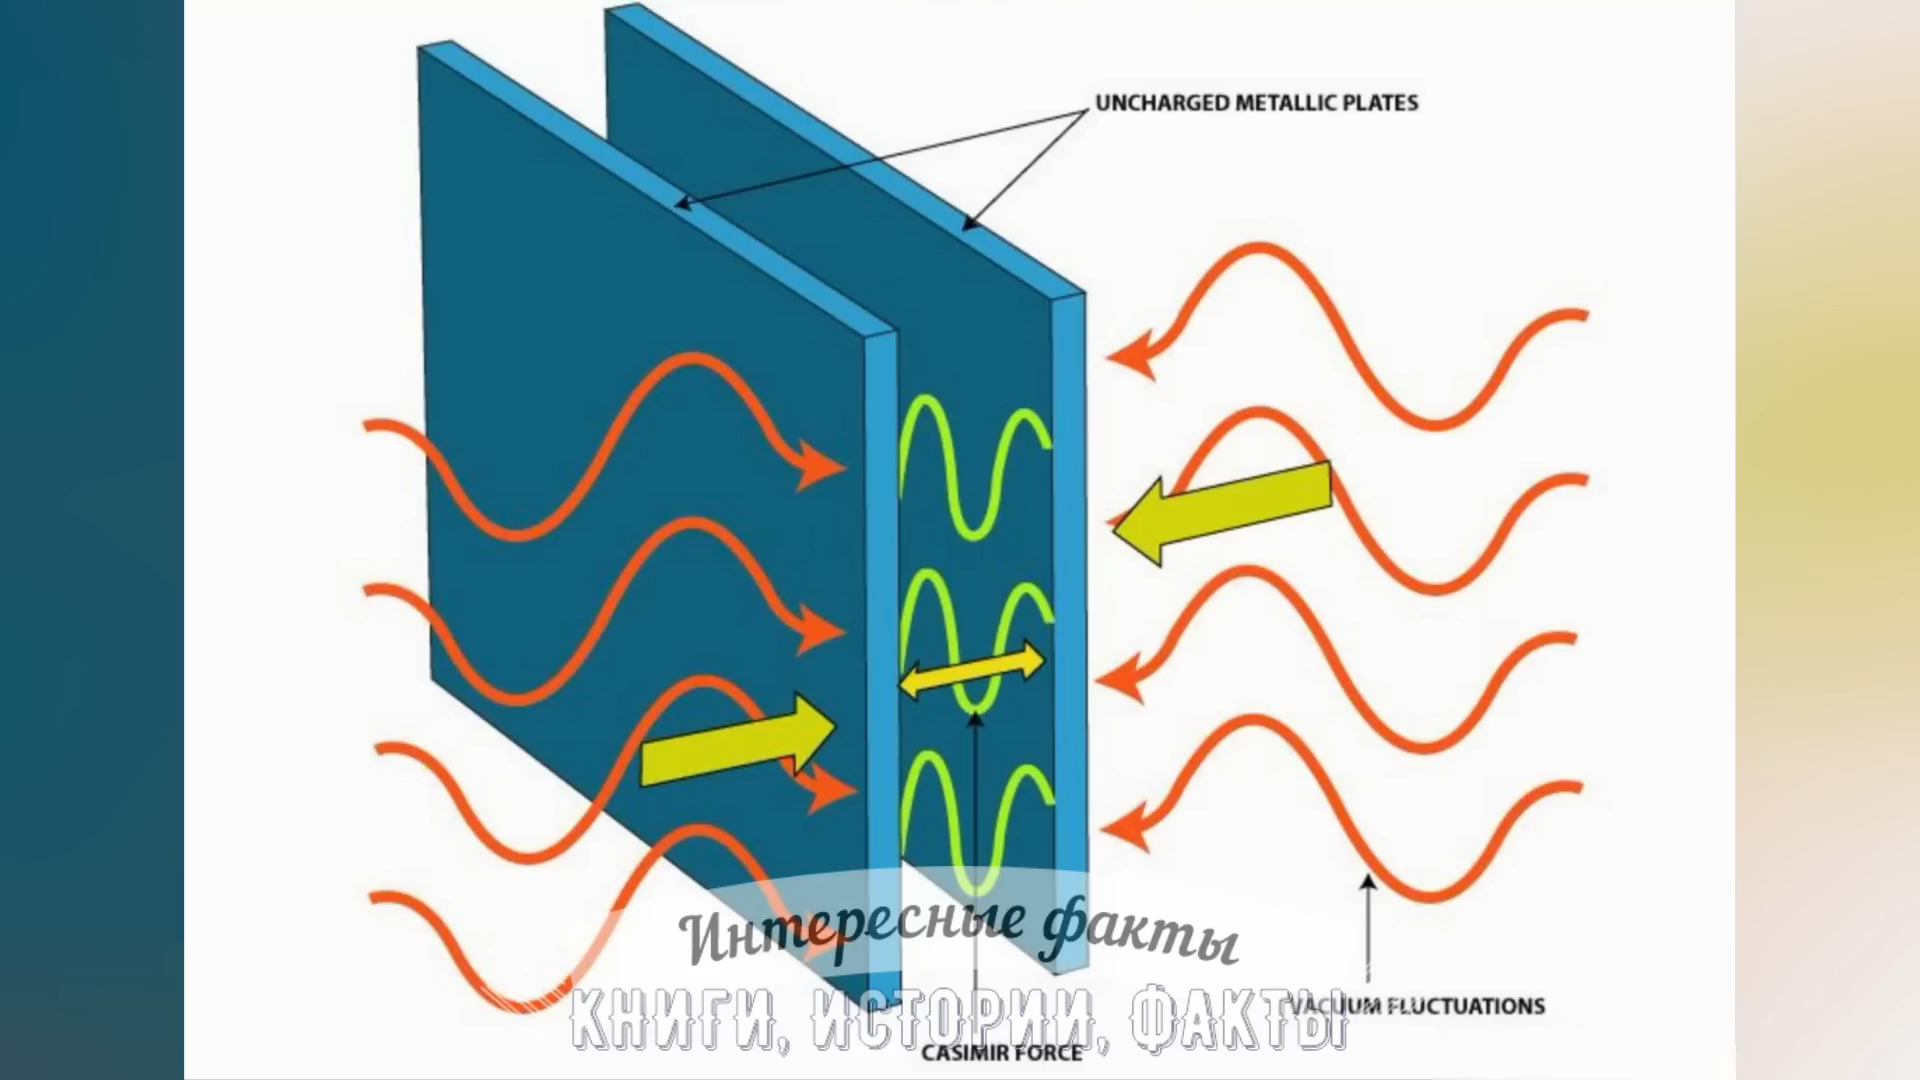 UNCHARGED METALLIC PLATES
Интересные факты
КНИГИ, ИСТОРИИ, ФАКТЫ
VACUUM FLUCTUATIONS
CASIMIR FORCE